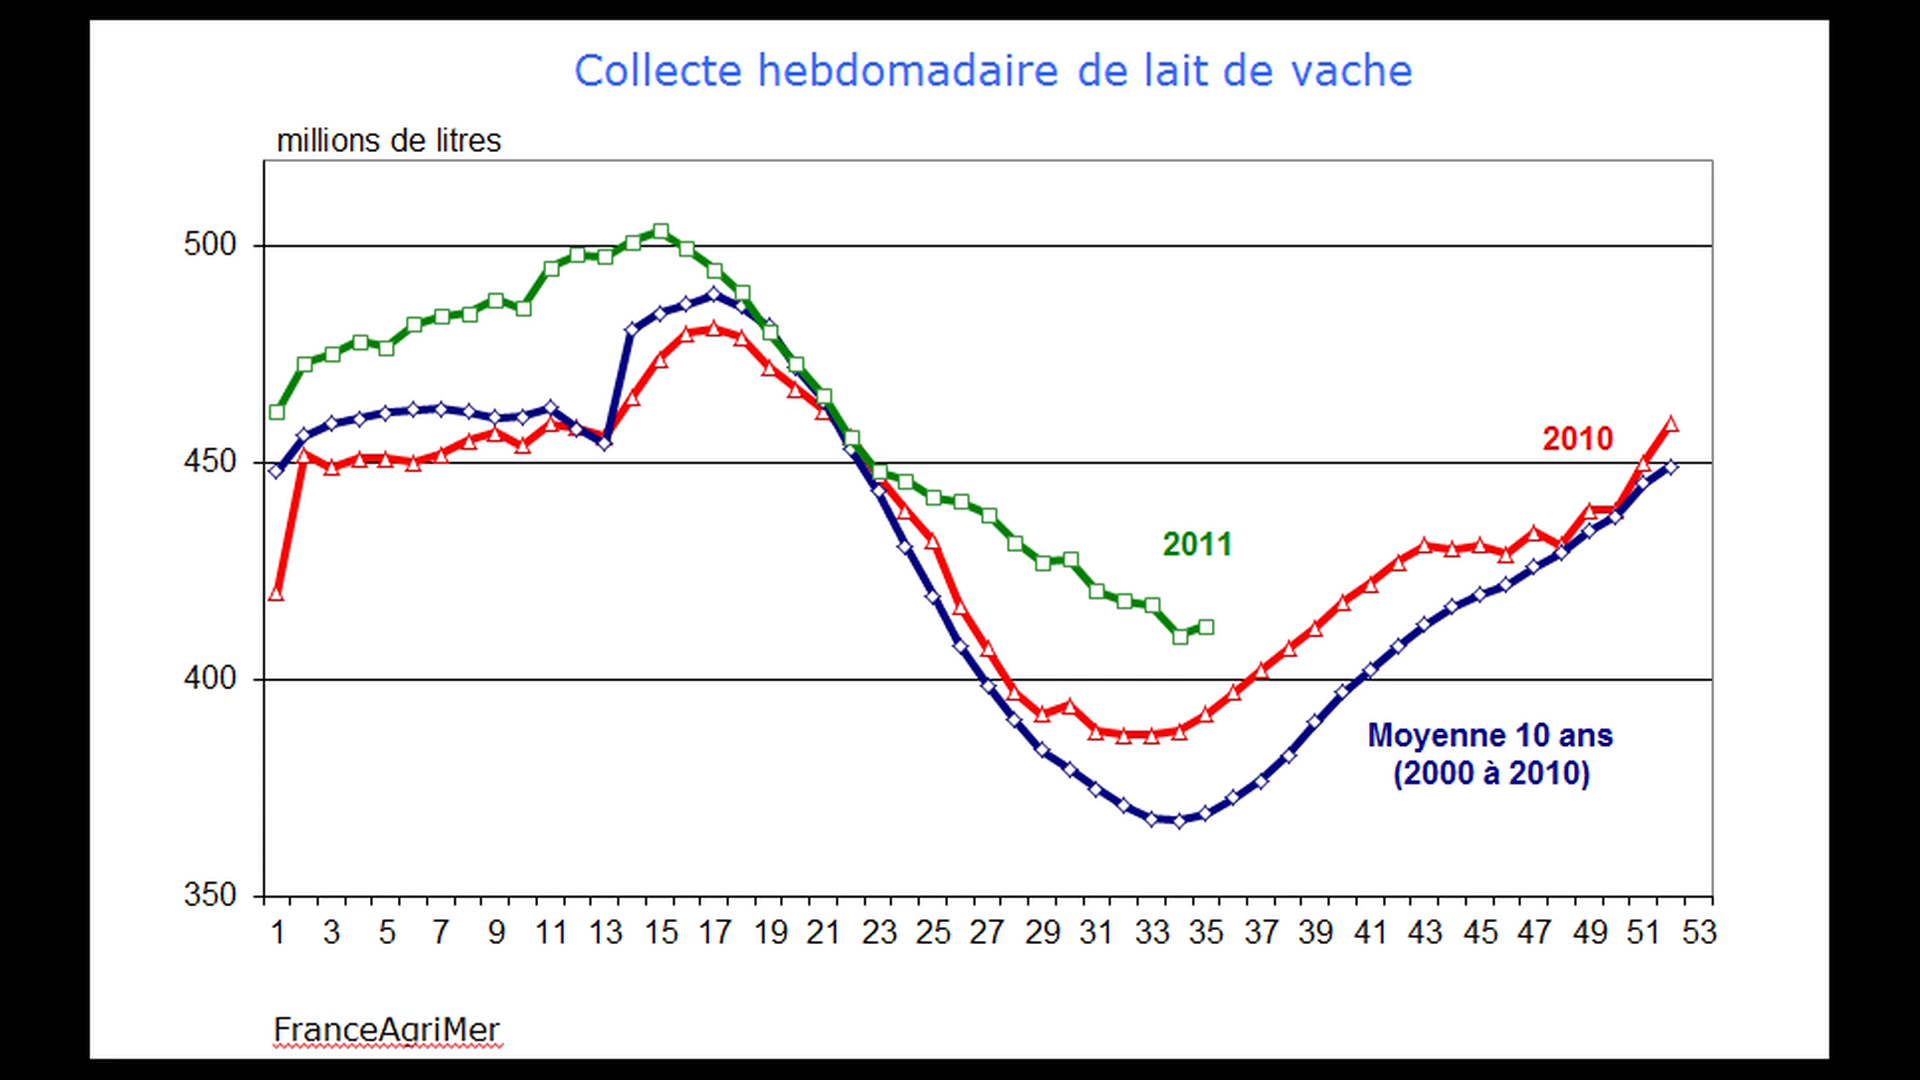 Collecte hebdomadaire de lait de vache
millions de litres
500
450
400
350
2010
2011
Moyenne 10 ans
(2000 à 2010)
1 3 5 7 9 11 13 15 17 19 21 23 25 27 29 31 33 35 37 39 41 43 45 47 49 51 53
FranceAgriMer